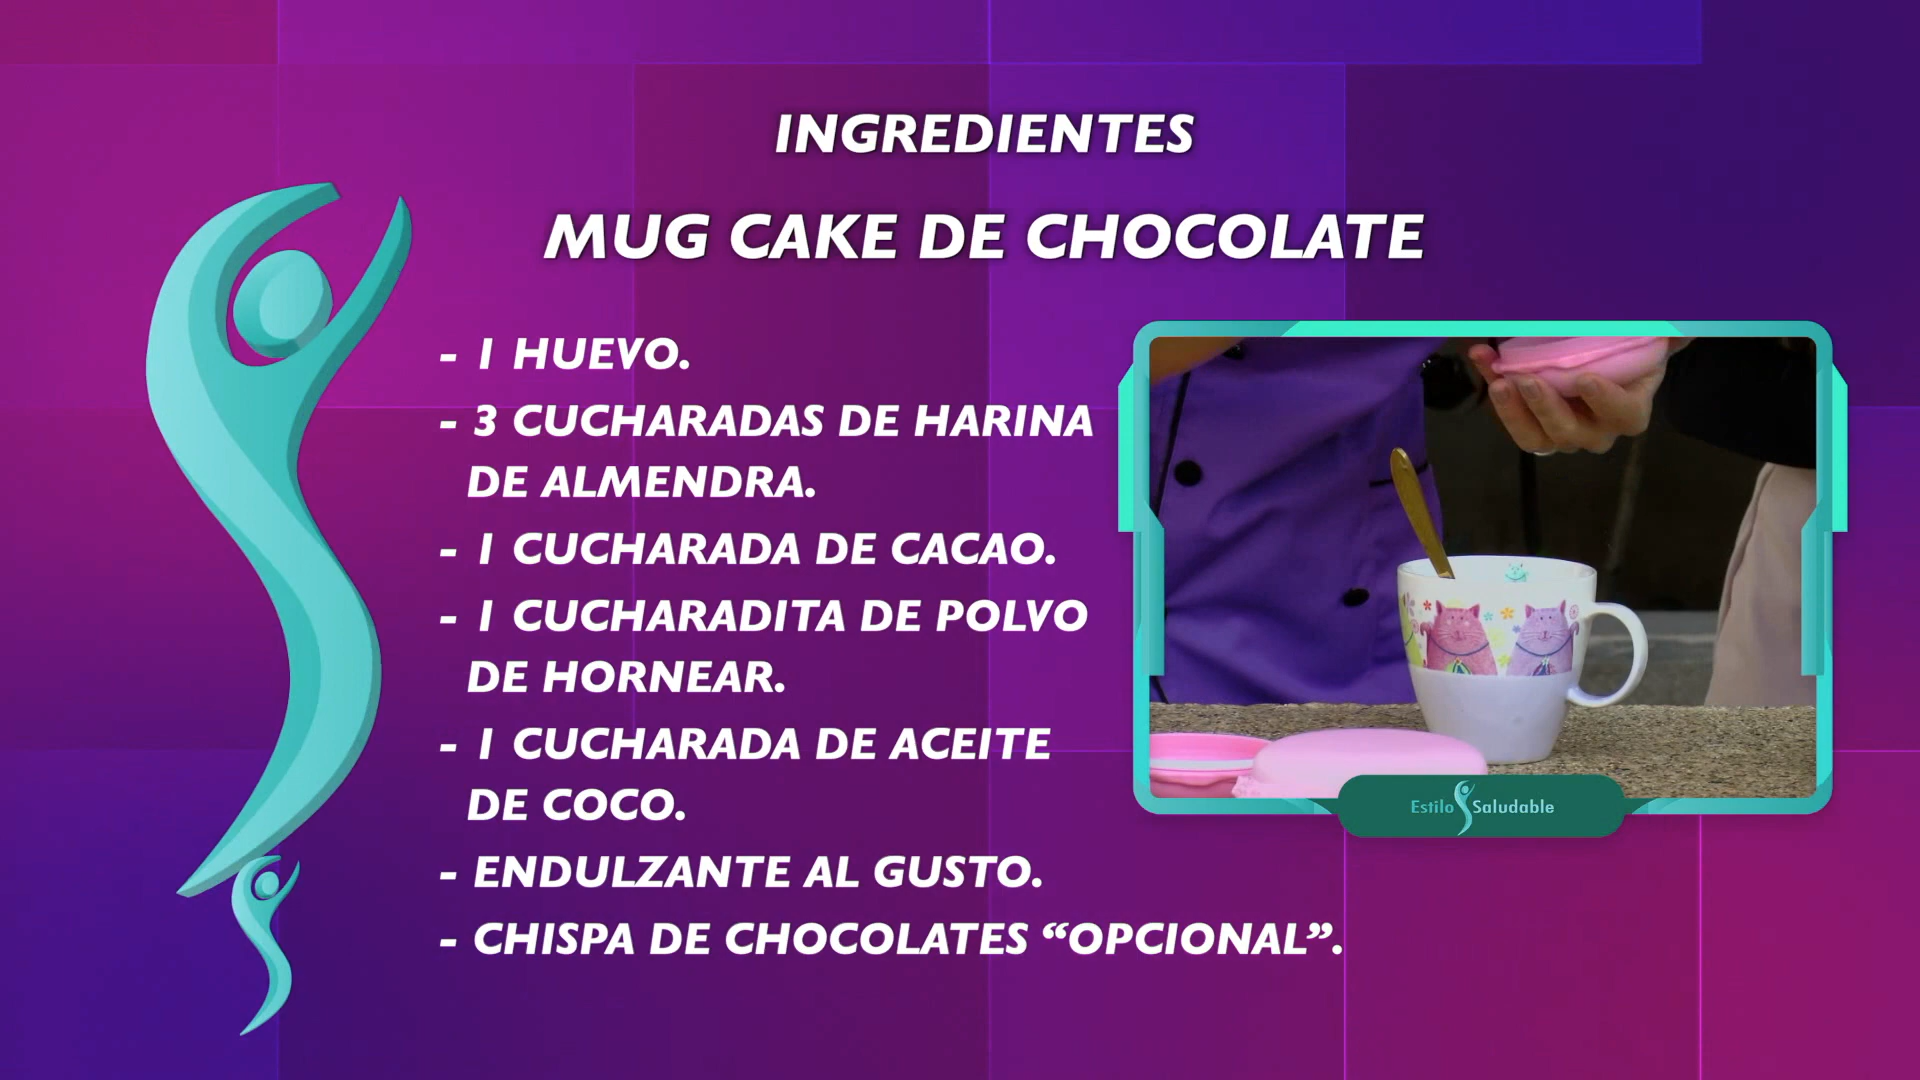 INGREDIENTES
MUG CAKE DE CHOCOLATE
- 1 HUEVO.
- 3 CUCHARADAS DE HARINA
DE ALMENDRA.
- 1 CUCHARADA DE CACAO.
- 1 CUCHARADITA DE POLVO
DE HORNEAR.
- 1 CUCHARADA DE ACEITE
DE COCO.
- ENDULZANTE AL GUSTO.
- CHISPA DE CHOCOLATES “OPCIONAL”.
Estilo Saludable